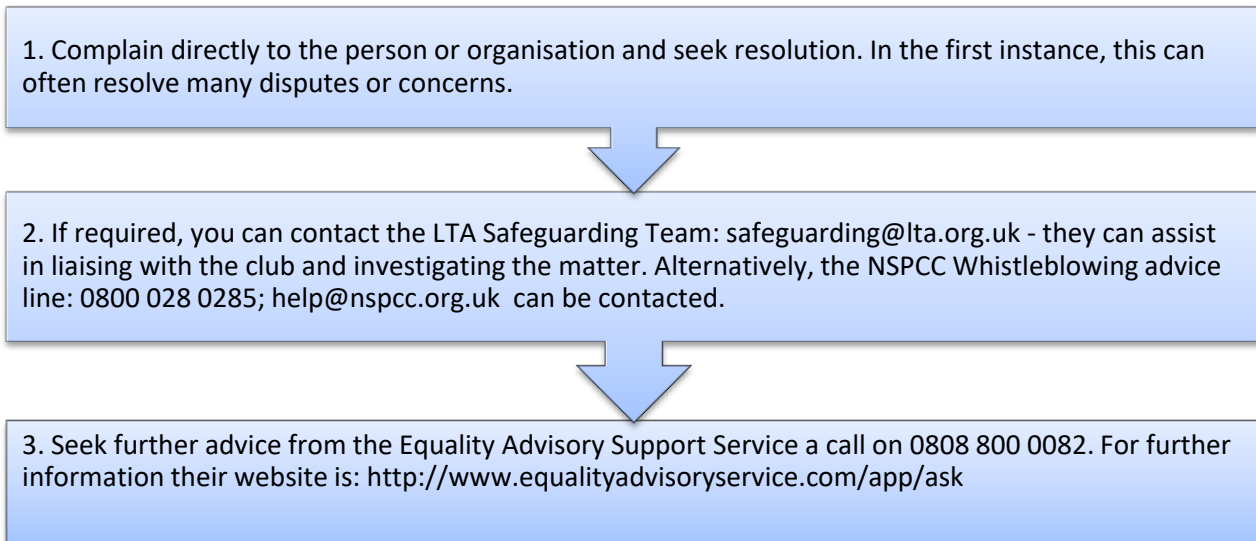 1. Complain directly to the person or organisation and seek resolution. In the first instance, this can
often resolve many disputes or concerns.
2. If required, you can contact the LTA Safeguarding Team: safeguarding@lta.org.uk - they can assist
in liaising with the club and investigating the matter. Alternatively, the NSPCC Whistleblowing advice
line: 0800 028 0285; help@nspcc.org.uk  can be contacted.
3. Seek further advice from the Equality Advisory Support Service a call on 0808 800 0082. For further
information their website is: http://www.equalityadvisoryservice.com/app/ask